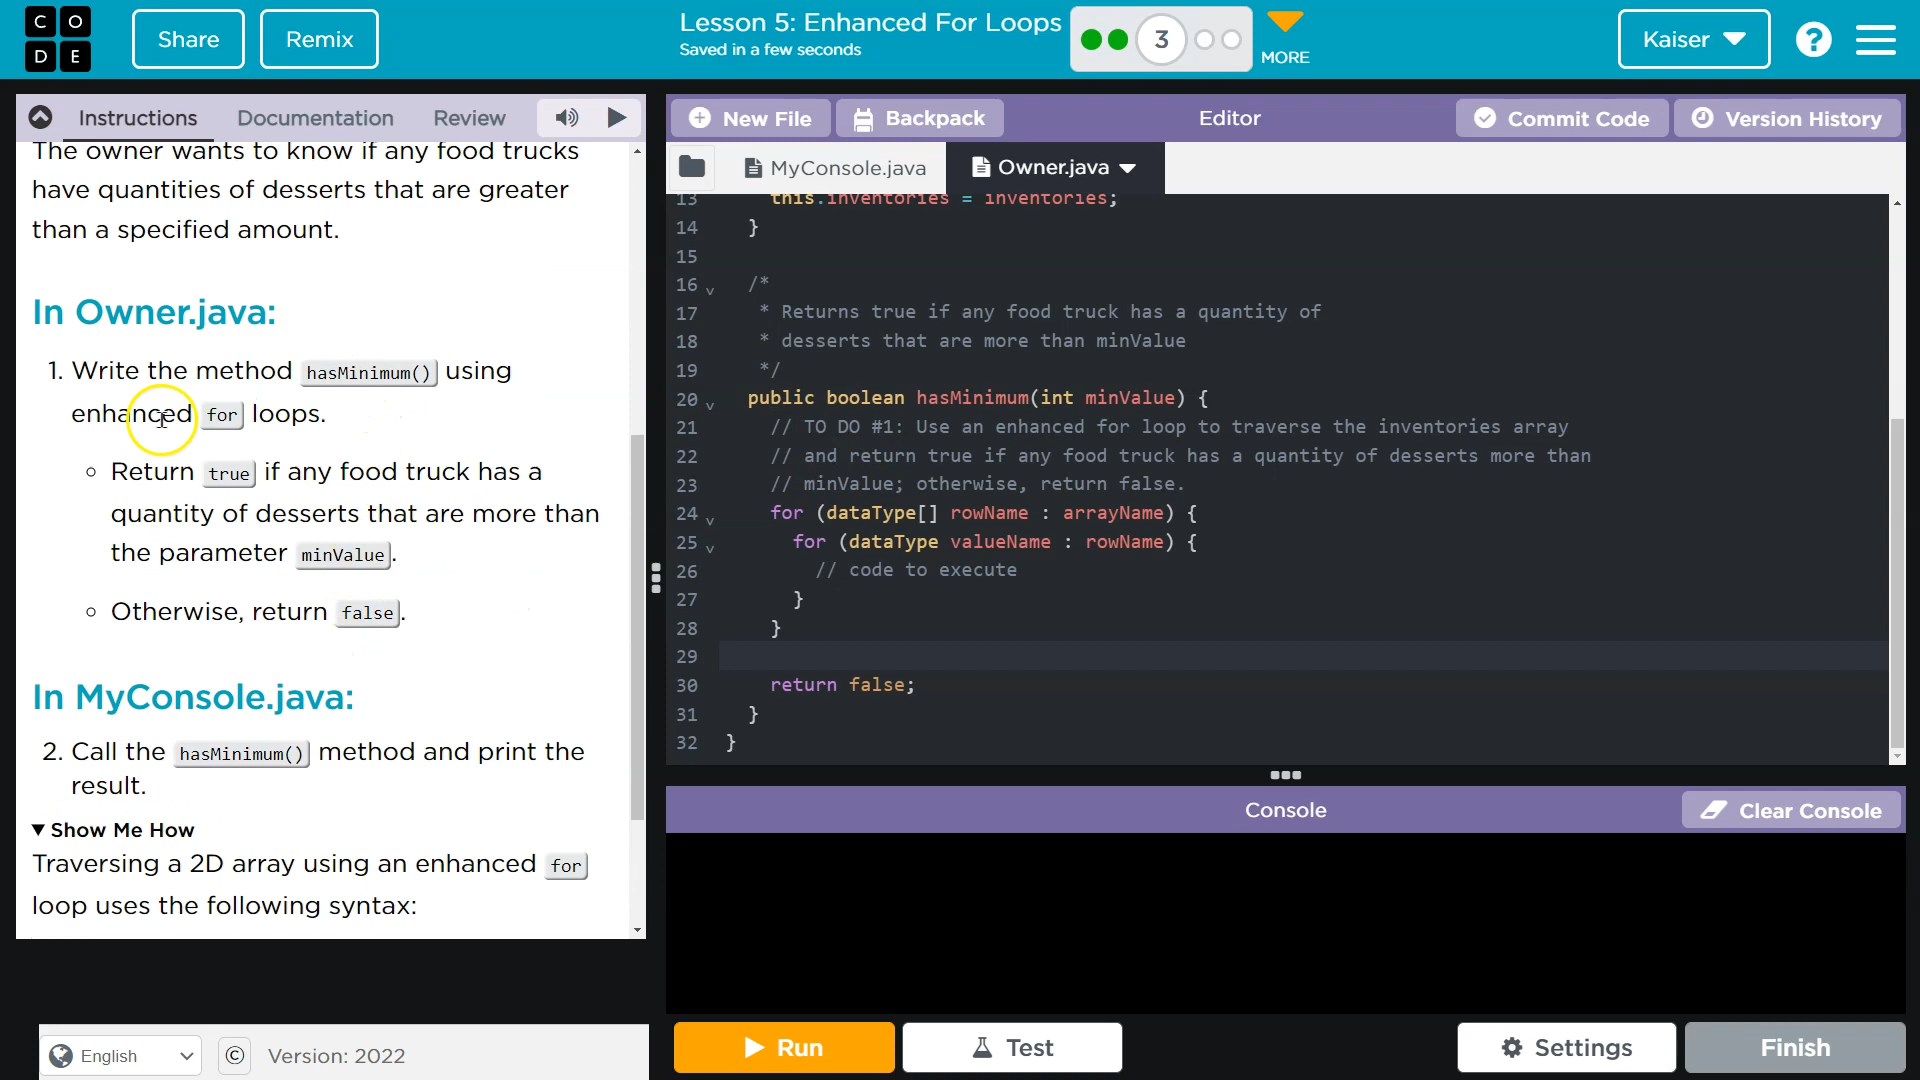 C O
D E
Share
Remix
Lesson 5: Enhanced For Loops
Saved in a few seconds
3
MORE
Kaiser
?
Instructions
Documentation
Review
The owner wants to know if any food trucks
have quantities of desserts that are greater
than a specified amount.
In Owner.java:
1. Write the method hasMinimum() using
enhanced for loops.
Return true if any food truck has a
quantity of desserts that are more than
the parameter minValue.
Otherwise, return false.
In MyConsole.java:
2. Call the hasMinimum() method and print the
result.
Show Me How
Traversing a 2D array using an enhanced for
loop uses the following syntax:
English
©
Version: 2022
New File
Backpack
Editor
Commit Code
Version History
MyConsole.java
Owner.java
13 this.inventories = inventories;
14 }
15
16 /*
17 * Returns true if any food truck has a quantity of
18 * desserts that are more than minValue
19 */
20 public boolean hasMinimum(int minValue) {
21 // TO DO #1: Use an enhanced for loop to traverse the inventories array
22 // and return true if any food truck has a quantity of desserts more than
23 // minValue; otherwise, return false.
24 for (dataType[] rowName : arrayName) {
25 for (dataType valueName : rowName) {
26 // code to execute
27 }
28 }
29
30 return false;
31 }
32 }
Console
Clear Console
Run
Test
Settings
Finish